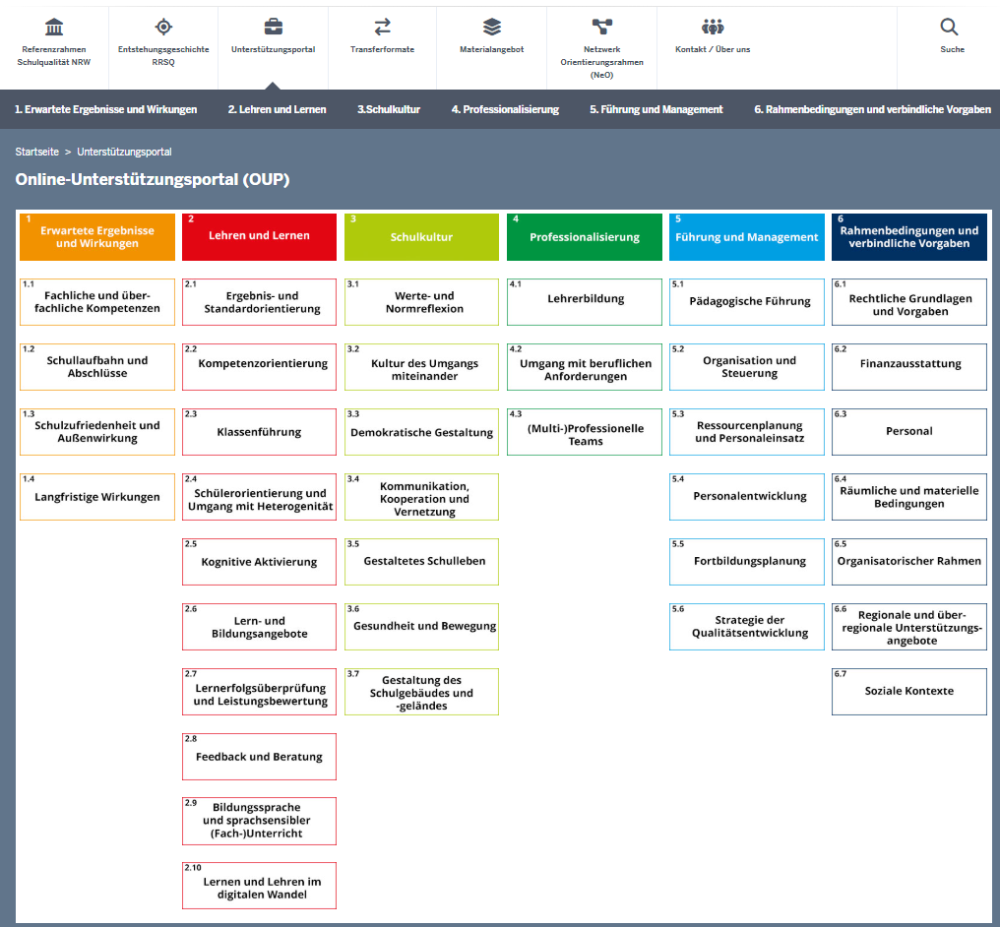 Referenzrahmen
Schulqualität NRW
Entstehungsgeschichte
RRSQ
Unterstützungsportal
Transferformate
Materialangebot
Netzwerk
Orientierungsrahmen
(NeO)
Kontakt / Über uns
Suche
1. Erwartete Ergebnisse und Wirkungen
2. Lehren und Lernen
3.Schulkultur
4. Professionalisierung
5. Führung und Management
6. Rahmenbedingungen und verbindliche Vorgaben
Startseite > Unterstützungsportal
Online-Unterstützungsportal (OUP)
1
Erwartete Ergebnisse
und Wirkungen
1.1
Fachliche und über-
fachliche Kompetenzen
1.2
Schullaufbahn und
Abschlüsse
1.3
Schulzufriedenheit und
Außenwirkung
1.4
Langfristige Wirkungen
2
Lehren und Lernen
2.1
Ergebnis- und
Standardorientierung
2.2
Kompetenzorientierung
2.3
Klassenführung
2.4
Schülerorientierung und
Umgang mit Heterogenität
2.5
Kognitive Aktivierung
2.6
Lern- und
Bildungsangebote
2.7
Lernerfolgsüberprüfung
und Leistungsbewertung
2.8
Feedback und Beratung
2.9
Bildungssprache
und sprachsensibler
(Fach-)Unterricht
2.10
Lernen und Lehren im
digitalen Wandel
3
Schulkultur
3.1
Werte- und
Normreflexion
3.2
Kultur des Umgangs
miteinander
3.3
Demokratische Gestaltung
3.4
Kommunikation,
Kooperation und
Vernetzung
3.5
Gestaltetes Schulleben
3.6
Gesundheit und Bewegung
3.7
Gestaltung des
Schulgebäudes und
-geländes
4
Professionalisierung
4.1
Lehrerbildung
4.2
Umgang mit beruflichen
Anforderungen
4.3
(Multi-)Professionelle
Teams
5
Führung und Management
5.1
Pädagogische Führung
5.2
Organisation und
Steuerung
5.3
Ressourcenplanung
und Personaleinsatz
5.4
Personalentwicklung
5.5
Fortbildungsplanung
5.6
Strategie der
Qualitätsentwicklung
6
Rahmenbedingungen und
verbindliche Vorgaben
6.1
Rechtliche Grundlagen
und Vorgaben
6.2
Finanzausstattung
6.3
Personal
6.4
Räumliche und materielle
Bedingungen
6.5
Organisatorischer Rahmen
6.6
Regionale und über-
regionale Unterstützungs-
angebote
6.7
Soziale Kontexte